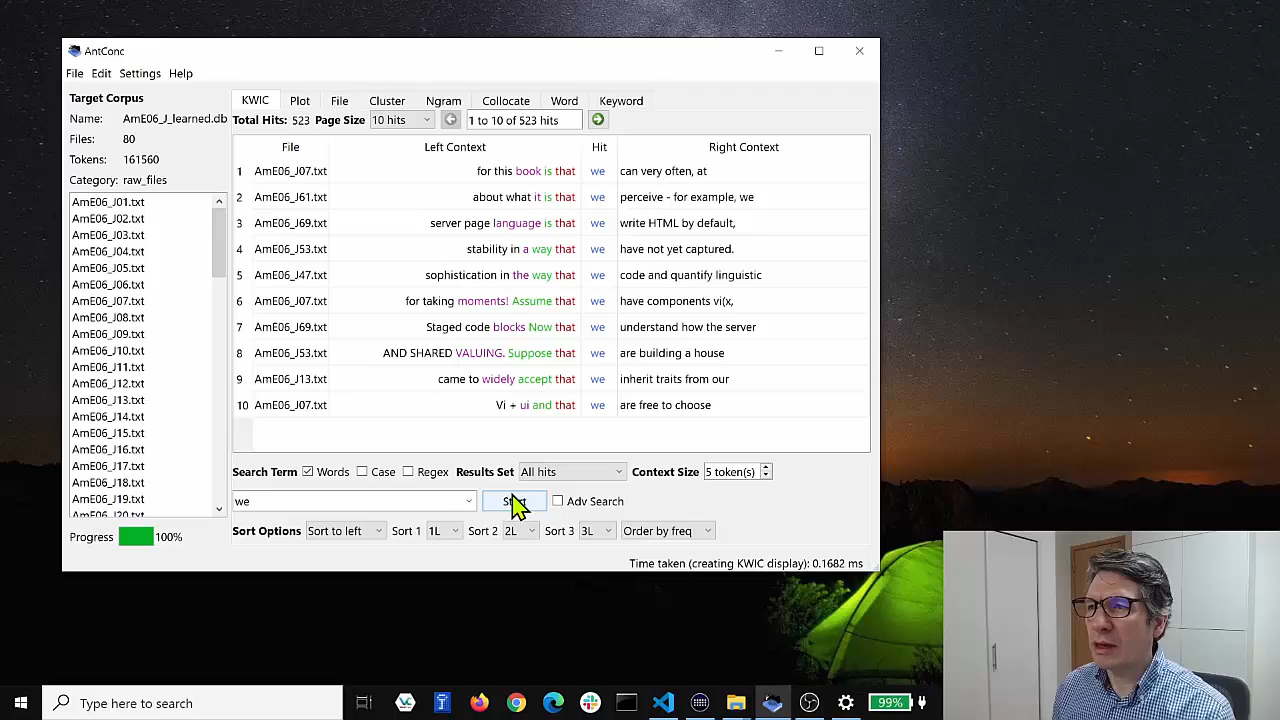 AntConc
File Edit Settings Help
Target Corpus
Name: AmE06_J_learned.db
Files: 80
Tokens: 161560
Category: raw_files
AmE06_J01.txt
AmE06_J02.txt
AmE06_J03.txt
AmE06_J04.txt
AmE06_J05.txt
AmE06_J06.txt
AmE06_J07.txt
AmE06_J08.txt
AmE06_J09.txt
AmE06_J10.txt
AmE06_J11.txt
AmE06_J12.txt
AmE06_J13.txt
AmE06_J14.txt
AmE06_J15.txt
AmE06_J16.txt
AmE06_J17.txt
AmE06_J18.txt
AmE06_J19.txt
AmE06_J20.txt
Progress 100%
KWIC Plot File Cluster Ngram Collocate Word Keyword
Total Hits: 523 Page Size 10 hits 1 to 10 of 523 hits
File Left Context Hit Right Context
1 AmE06_J07.txt for this book is that we can very often, at
2 AmE06_J61.txt about what it is that we perceive - for example, we
3 AmE06_J69.txt server page language is that we write HTML by default,
4 AmE06_J53.txt stability in a way that we have not yet captured.
5 AmE06_J47.txt sophistication in the way that we code and quantify linguistic
6 AmE06_J07.txt for taking moments! Assume that we have components vi(x,
7 AmE06_J69.txt Staged code blocks Now that we understand how the server
8 AmE06_J53.txt AND SHARED VALUING. Suppose that we are building a house
9 AmE06_J13.txt came to widely accept that we inherit traits from our
10 AmE06_J07.txt Vi + ui and that we are free to choose
Search Term Words Case Regex Results Set All hits Context Size 5 token(s)
we Start Adv Search
Sort Options Sort to left Sort 1 1L Sort 2 2L Sort 3 3L Order by freq
Time taken (creating KWIC display): 0.1682 ms
Type here to search
99%